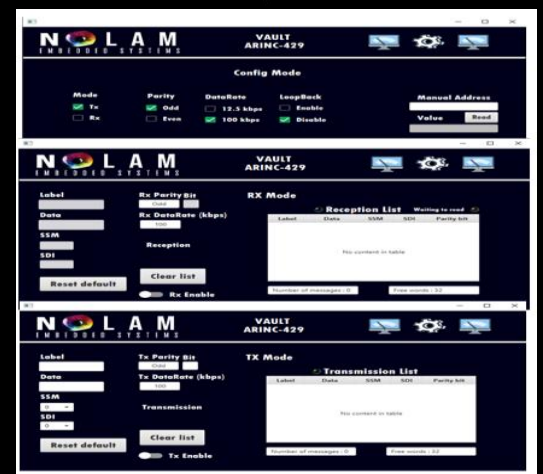 NOLAM
EMBEDDED SYSTEMS
VAULT
ARINC-429
Config Mode
Mode
Parity
DataRate
LoopBack
Manual Address
Tx
Odd
12.5 kbps
Enable
Rx
Even
100 kbps
Disable
Value
Read
NOLAM
EMBEDDED SYSTEMS
VAULT
ARINC-429
Label
Rx Parity Bit
RX Mode
Odd
Data
Rx DataRate (kbps)
100
Reception List
Waiting to read
Label
Data
SSM
SDI
Parity bit
SSM
SDI
Reception
No content in table
Reset default
Clear list
Rx Enable
Number of messages : 0
Free words : 32
NOLAM
EMBEDDED SYSTEMS
VAULT
ARINC-429
Label
Tx Parity Bit
TX Mode
Odd
Data
Tx DataRate (kbps)
100
Transmission List
Label
Data
SSM
SDI
Parity bit
SSM
0
SDI
0
Transmission
No content in table
Reset default
Clear list
Tx Enable
Number of messages : 0
Free words : 32